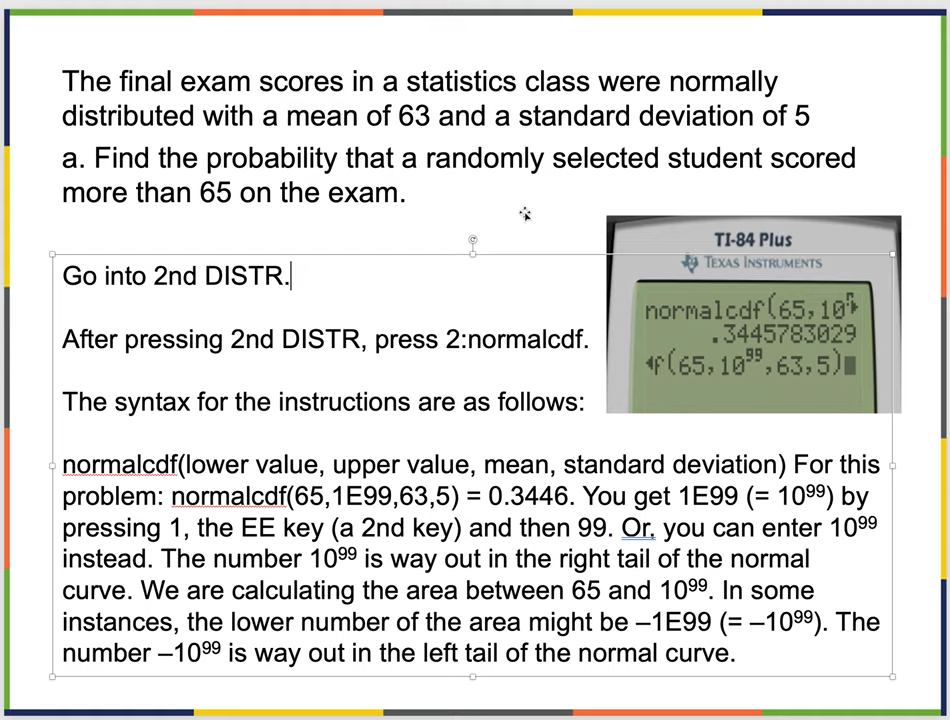 The final exam scores in a statistics class were normally
distributed with a mean of 63 and a standard deviation of 5
a. Find the probability that a randomly selected student scored
more than 65 on the exam.
TI-84 Plus
TEXAS INSTRUMENTS
normalcdf(65,10
.3445783029
f(65,10⁹⁹,63,5)
Go into 2nd DISTR.
After pressing 2nd DISTR, press 2:normalcdf.
The syntax for the instructions are as follows:
normalcdf(lower value, upper value, mean, standard deviation) For this
problem: normalcdf(65,1E99,63,5) = 0.3446. You get 1E99 (= 10⁹⁹) by
pressing 1, the EE key (a 2nd key) and then 99. Or, you can enter 10⁹⁹
instead. The number 10⁹⁹ is way out in the right tail of the normal
curve. We are calculating the area between 65 and 10⁹⁹. In some
instances, the lower number of the area might be –1E99 (= –10⁹⁹). The
number –10⁹⁹ is way out in the left tail of the normal curve.